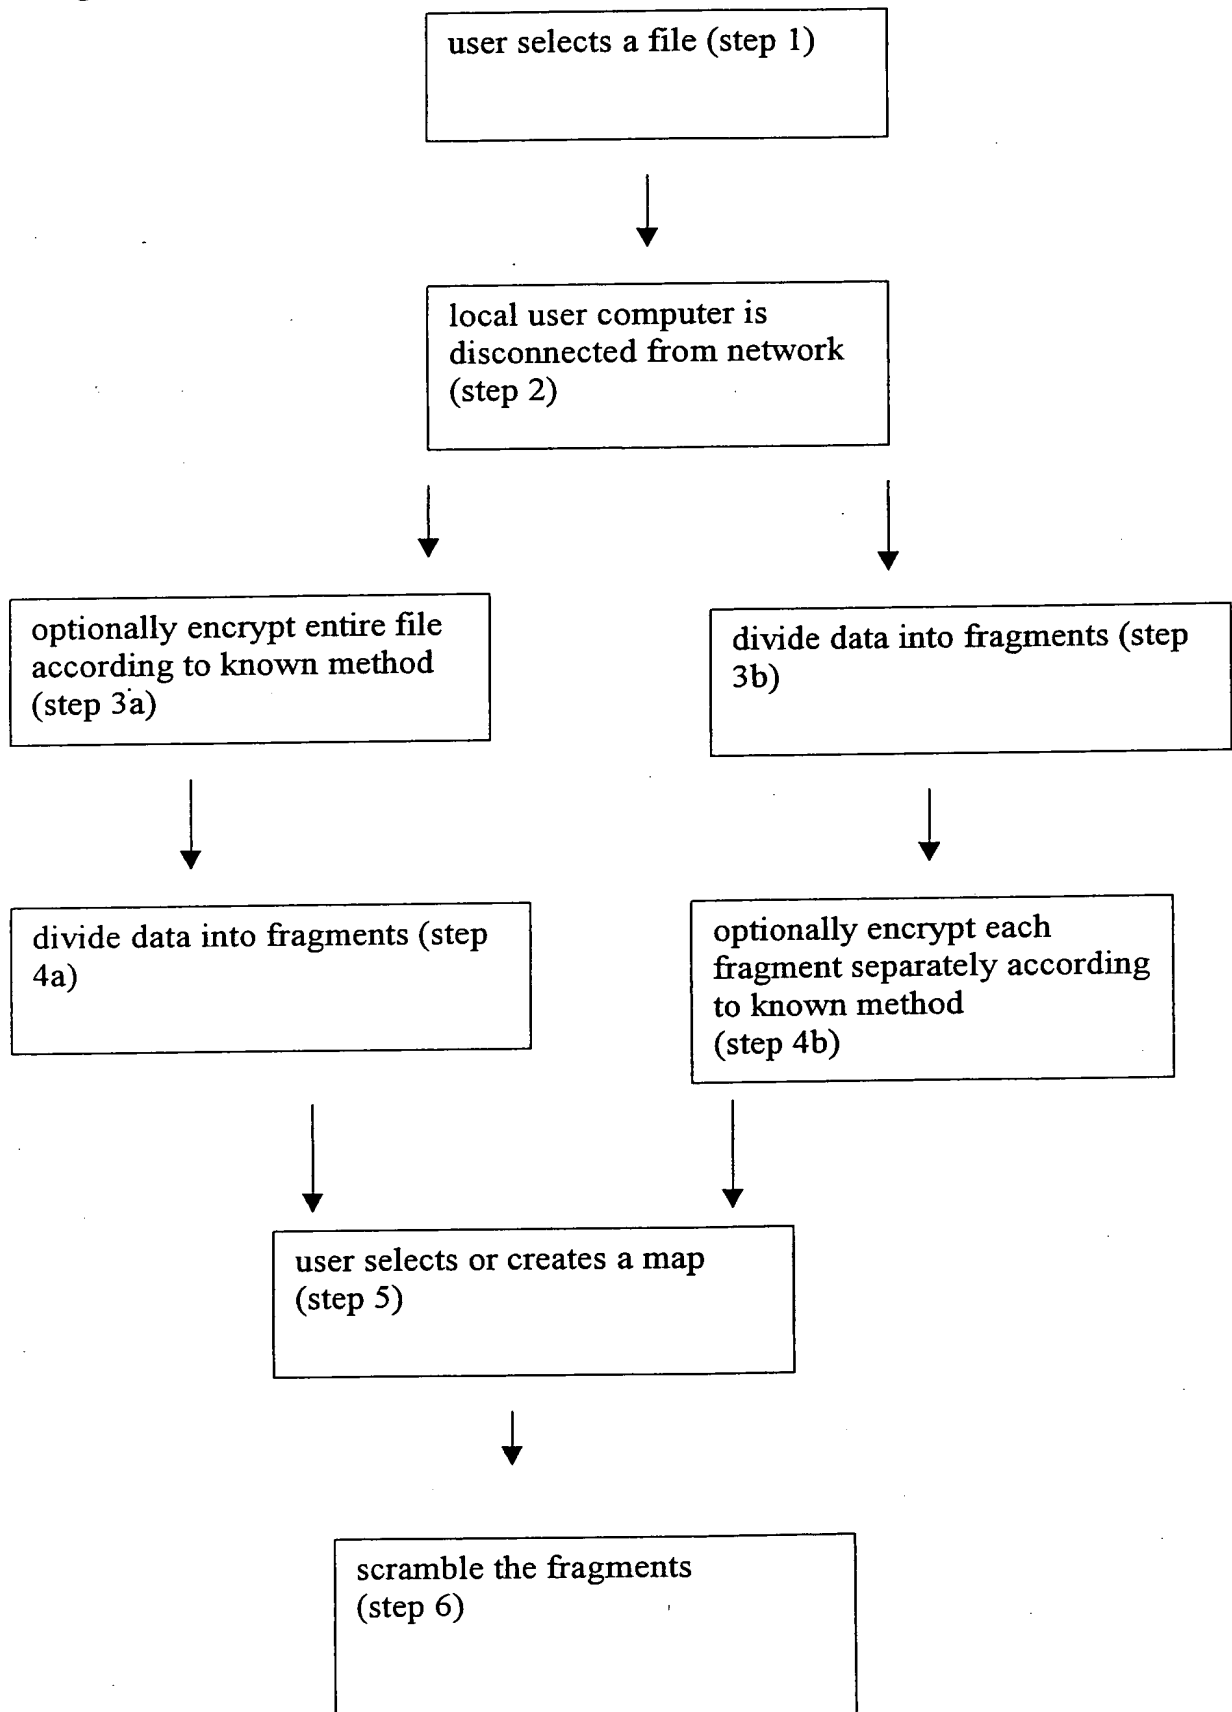 user selects a file (step 1)
local user computer is
disconnected from network
(step 2)
optionally encrypt entire file
according to known method
(step 3a)
divide data into fragments (step
3b)
divide data into fragments (step
4a)
optionally encrypt each
fragment separately according
to known method
(step 4b)
user selects or creates a map
(step 5)
scramble the fragments
(step 6)